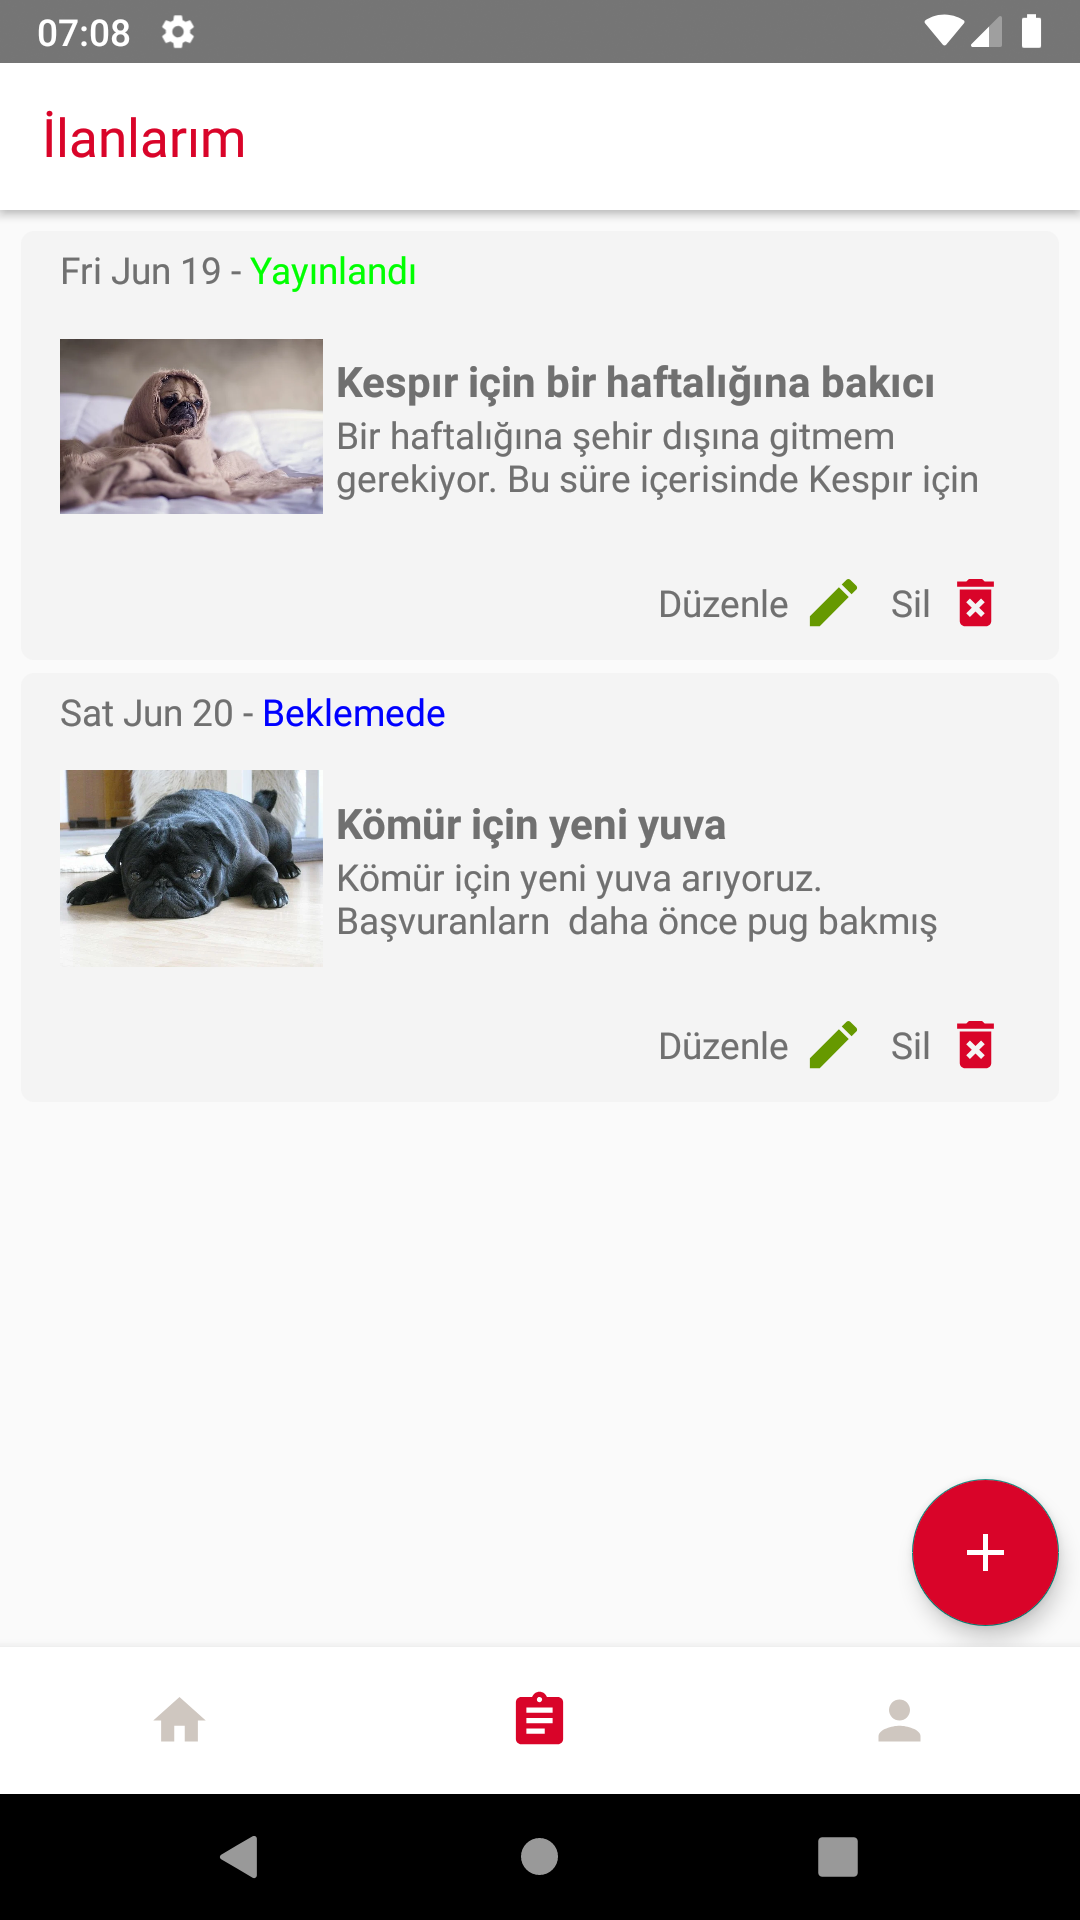 07:08
İlanlarım
Fri Jun 19 - Yayınlandı
Kespır için bir haftalığına bakıcı
Bir haftalığına şehir dışına gitmem
gerekiyor. Bu süre içerisinde Kespır için
Düzenle Sil
Sat Jun 20 - Beklemede
Kömür için yeni yuva
Kömür için yeni yuva arıyoruz.
Başvuranlarn  daha önce pug bakmış
Düzenle Sil